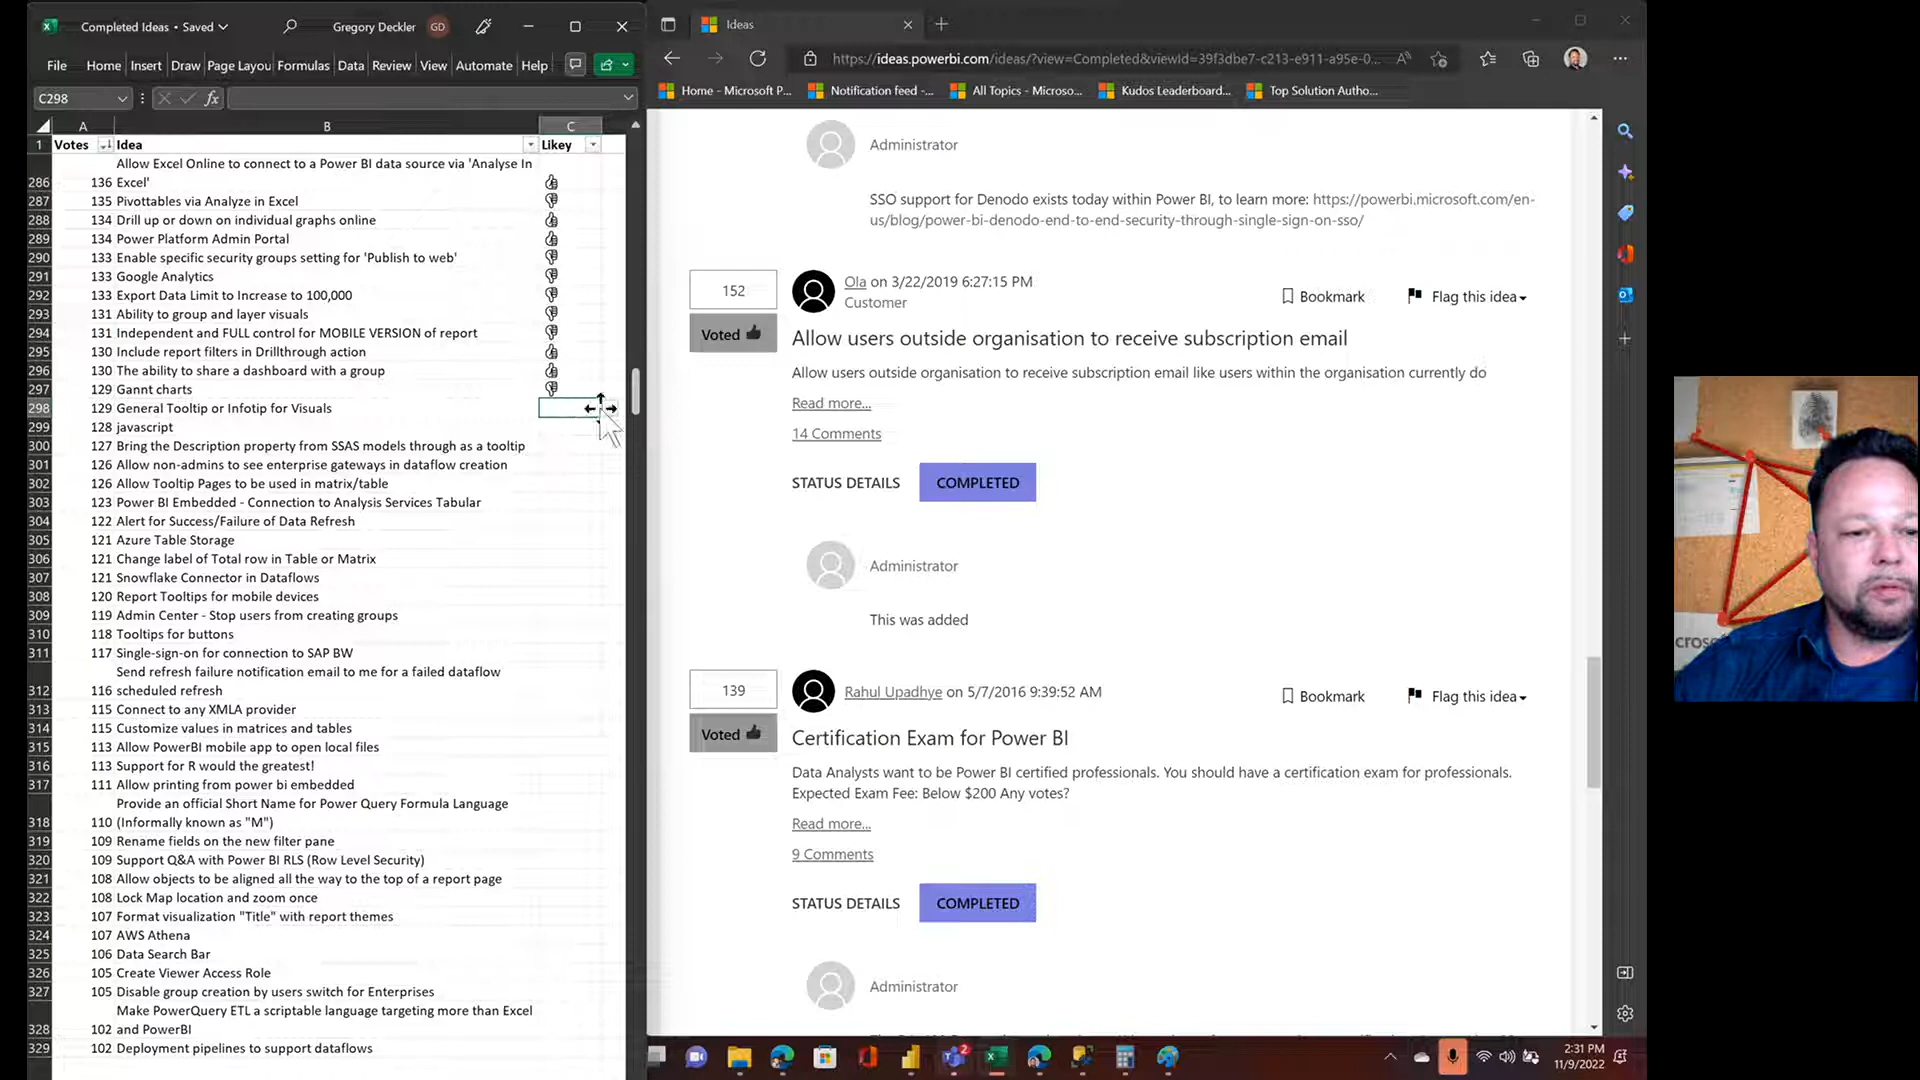 Completed Ideas • Saved
Gregory Deckler
GD
File Home Insert Draw Page Layou Formulas Data Review View Automate Help
C298
fx
A B C
1 Votes Idea Likey
Allow Excel Online to connect to a Power BI data source via 'Analyse In
286 136 Excel'
287 135 Pivottables via Analyze in Excel
288 134 Drill up or down on individual graphs online
289 134 Power Platform Admin Portal
290 133 Enable specific security groups setting for 'Publish to web'
291 133 Google Analytics
292 133 Export Data Limit to Increase to 100,000
293 131 Ability to group and layer visuals
294 131 Independent and FULL control for MOBILE VERSION of report
295 130 Include report filters in Drillthrough action
296 130 The ability to share a dashboard with a group
297 129 Gannt charts
298 129 General Tooltip or Infotip for Visuals
299 128 javascript
300 127 Bring the Description property from SSAS models through as a tooltip
301 126 Allow non-admins to see enterprise gateways in dataflow creation
302 126 Allow Tooltip Pages to be used in matrix/table
303 123 Power BI Embedded - Connection to Analysis Services Tabular
304 122 Alert for Success/Failure of Data Refresh
305 121 Azure Table Storage
306 121 Change label of Total row in Table or Matrix
307 121 Snowflake Connector in Dataflows
308 120 Report Tooltips for mobile devices
309 119 Admin Center - Stop users from creating groups
310 118 Tooltips for buttons
311 117 Single-sign-on for connection to SAP BW
Send refresh failure notification email to me for a failed dataflow
312 116 scheduled refresh
313 115 Connect to any XMLA provider
314 115 Customize values in matrices and tables
315 113 Allow PowerBI mobile app to open local files
316 113 Support for R would the greatest!
317 111 Allow printing from power bi embedded
Provide an official Short Name for Power Query Formula Language
318 110 (Informally known as "M")
319 109 Rename fields on the new filter pane
320 109 Support Q&A with Power BI RLS (Row Level Security)
321 108 Allow objects to be aligned all the way to the top of a report page
322 108 Lock Map location and zoom once
323 107 Format visualization "Title" with report themes
324 107 AWS Athena
325 106 Data Search Bar
326 105 Create Viewer Access Role
327 105 Disable group creation by users switch for Enterprises
Make PowerQuery ETL a scriptable language targeting more than Excel
328 102 and PowerBI
329 102 Deployment pipelines to support dataflows
Ideas
https://ideas.powerbi.com/ideas/?view=Completed&viewId=39f3dbe7-c213-e911-a95e-0...
Home - Microsoft P... Notification feed -... All Topics - Microso... Kudos Leaderboard... Top Solution Autho...
Administrator
SSO support for Denodo exists today within Power BI, to learn more: https://powerbi.microsoft.com/en-
us/blog/power-bi-denodo-end-to-end-security-through-single-sign-on-sso/
152
Voted
Ola on 3/22/2019 6:27:15 PM
Customer
Bookmark
Flag this idea
Allow users outside organisation to receive subscription email
Allow users outside organisation to receive subscription email like users within the organisation currently do
Read more...
14 Comments
STATUS DETAILS COMPLETED
Administrator
This was added
139
Voted
Rahul Upadhye on 5/7/2016 9:39:52 AM
Bookmark
Flag this idea
Certification Exam for Power BI
Data Analysts want to be Power BI certified professionals. You should have a certification exam for professionals.
Expected Exam Fee: Below $200 Any votes?
Read more...
9 Comments
STATUS DETAILS COMPLETED
Administrator
2
2:31 PM
11/9/2022